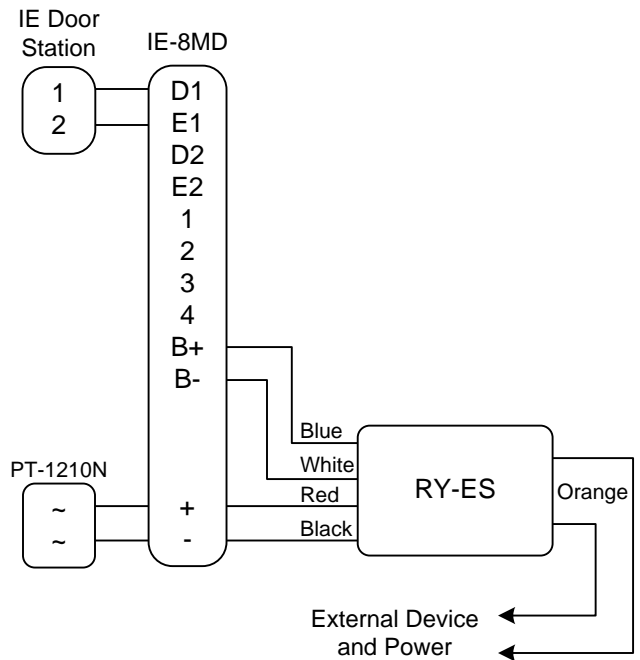 IE Door
Station
IE-8MD
1
2
D1
E1
D2
E2
1
2
3
4
B+
B-
+
-
PT-1210N
~
~
Blue
White
Red
Black
RY-ES
Orange
External Device
and Power